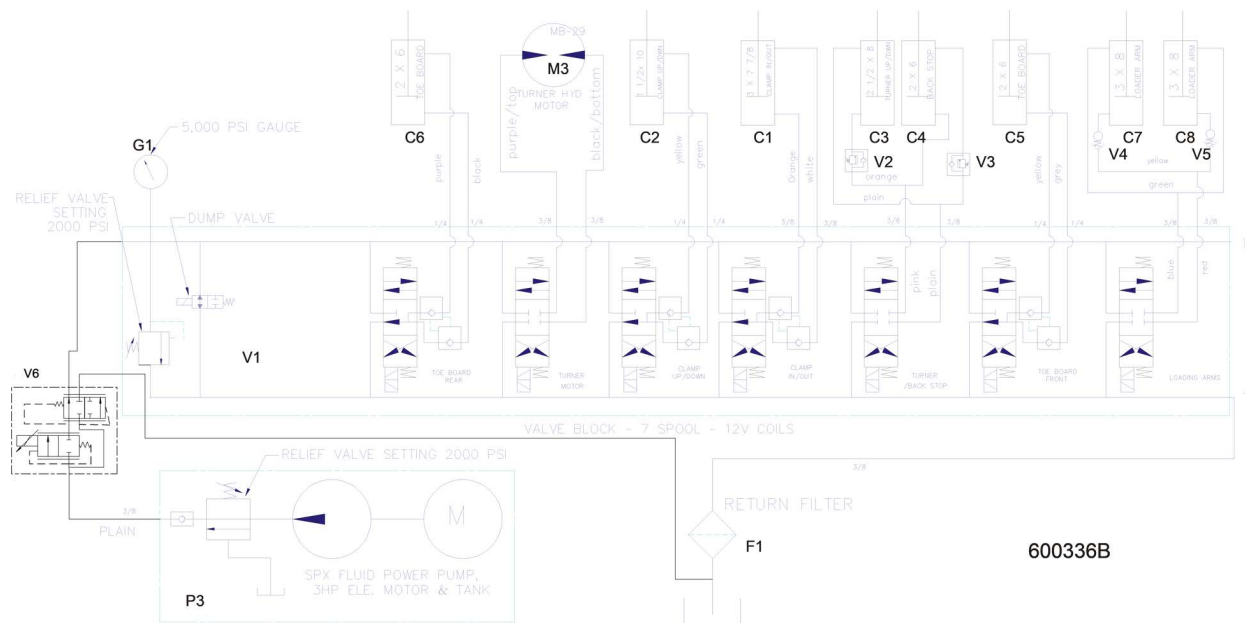 2 X 6
TOE BOARD
C6
purple
black
MB-29
M3
TURNER HYD
MOTOR
purple/top
black/bottom
1 1/2x 10
CLAMP UP/DOWN
C2
yellow
green
3 X 7 7/8
CLAMP IN/OUT
C1
Orange
white
2 1/2 X 8
TURNER UP/DWN
C3
2 X 6
BACK STOP
C4
V2
V3
orange
plain
2 X 6
TOE BOARD
C5
yellow
grey
3 X 8
LOADER ARM
C7
V4
3 X 8
LOADER ARM
C8
V5
yellow
green
5,000 PSI GAUGE
G1
RELIEF VALVE
SETTING
2000 PSI
DUMP VALVE
1/4
1/4
3/8
3/8
1/4
1/4
3/8
3/8
3/8
1/4
1/4
3/8
3/8
pink
plain
blue
red
V1
V6
TOE BOARD
REAR
TURNER
MOTOR
CLAMP
UP/DOWN
CLAMP
IN/OUT
TURNER
/BACK STOP
TOE BOARD
FRONT
LOADING ARMS
VALVE BLOCK - 7 SPOOL - 12V COILS
RELIEF VALVE SETTING 2000 PSI
3/8
3/8
PLAIN
M
RETURN FILTER
F1
600336B
SPX FLUID POWER PUMP,
3HP ELE. MOTOR & TANK
P3